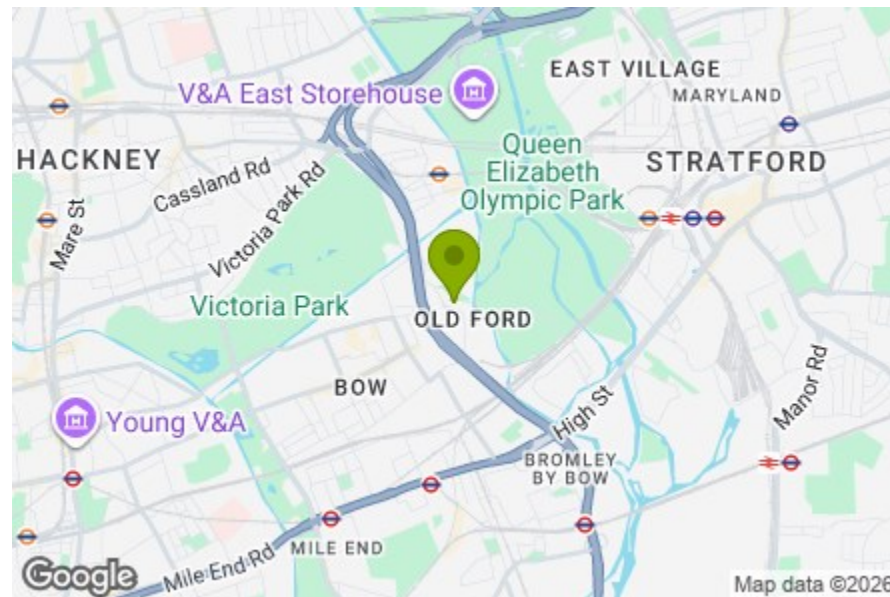 EAST VILLAGE
V&A East Storehouse
MARYLAND
HACKNEY
Queen
Elizabeth
Olympic Park
STRATFORD
Cassland Rd
Mare St
Victoria Park Rd
Victoria Park
OLD FORD
Manor Rd
BOW
Young V&A
High St
BROMLEY
BY BOW
MILE END
Mile End Rd
Google
Map data ©2026